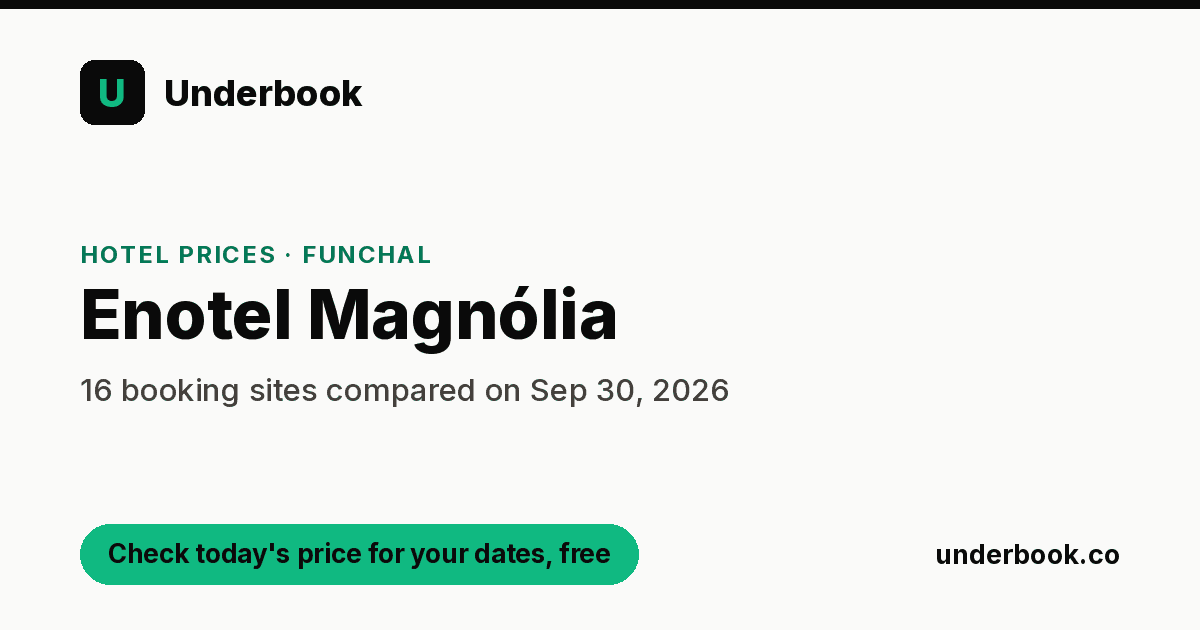 U Underbook
HOTEL PRICES · FUNCHAL
Enotel Magnólia
16 booking sites compared on Sep 30, 2026
Check today's price for your dates, free
underbook.co